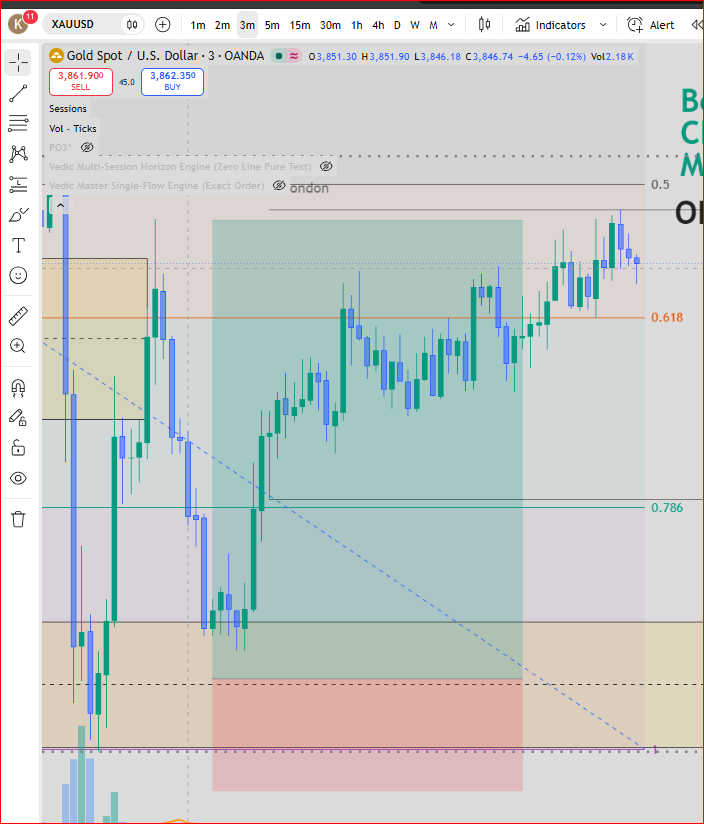 K 11 XAUUSD 1m 2m 3m 5m 15m 30m 1h 4h D W M Indicators Alert
Gold Spot / U.S. Dollar · 3 · OANDA O3,851.30 H3,851.90 L3,846.18 C3,846.74 −4.65 (−0.12%) Vol2.18 K
3,861.900 SELL 45.0 3,862.350 BUY
Sessions
Vol · Ticks
PO3°
Vedic Multi-Session Horizon Engine (Zero Line Pure Text)
Vedic Master Single-Flow Engine (Exact Order) ondon
0.5
0.618
0.786
1